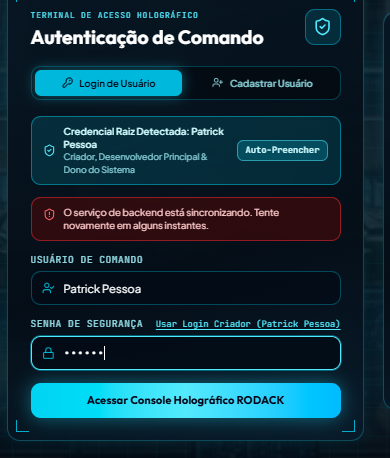 TERMINAL DE ACESSO HOLOGRÁFICO
Autenticação de Comando
Login de Usuário
Cadastrar Usuário
Credencial Raiz Detectada: Patrick
Pessoa
Criador, Desenvolvedor Principal &
Dono do Sistema
Auto-Preencher
O serviço de backend está sincronizando. Tente
novamente em alguns instantes.
USUÁRIO DE COMANDO
Patrick Pessoa
SENHA DE SEGURANÇA
Usar Login Criador (Patrick Pessoa)
••••••
Acessar Console Holográfico RODACK